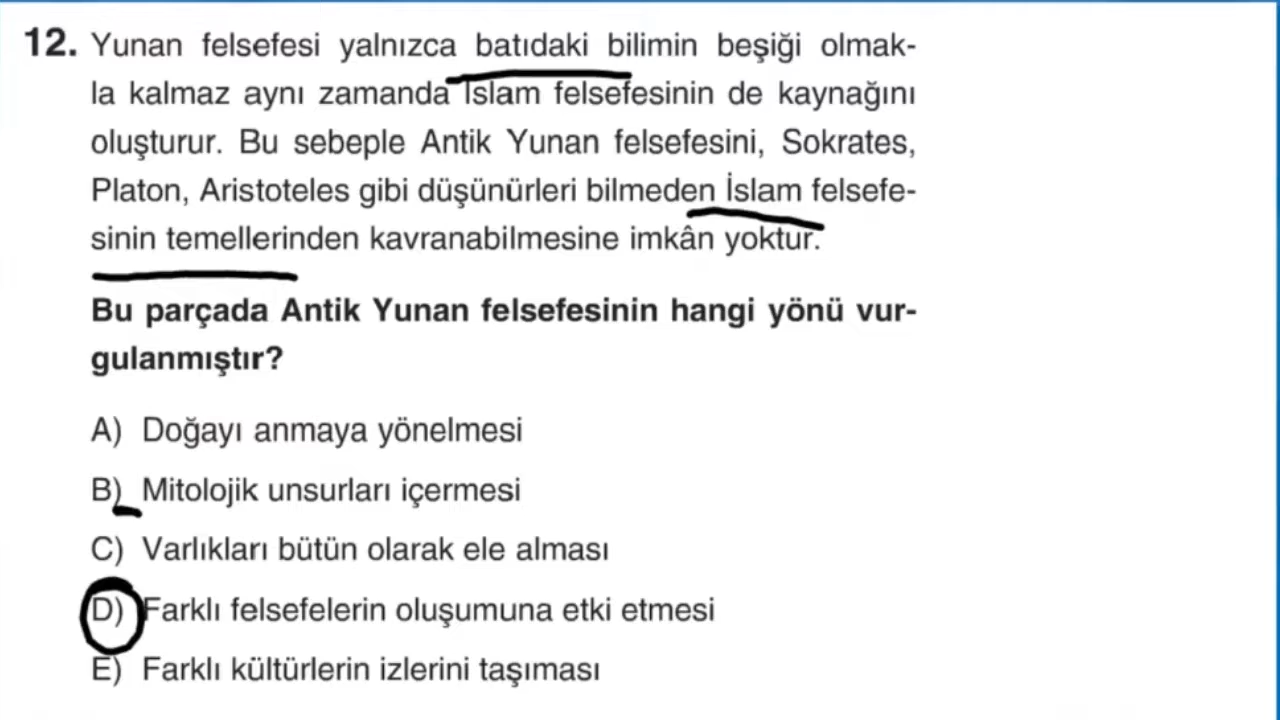 12. Yunan felsefesi yalnızca batıdaki bilimin beşiği olmak-
la kalmaz aynı zamanda İslam felsefesinin de kaynağını
oluşturur. Bu sebeple Antik Yunan felsefesini, Sokrates,
Platon, Aristoteles gibi düşünürleri bilmeden İslam felsefe-
sinin temellerinden kavranabilmesine imkân yoktur.
Bu parçada Antik Yunan felsefesinin hangi yönü vur-
gulanmıştır?
A) Doğayı anmaya yönelmesi
B) Mitolojik unsurları içermesi
C) Varlıkları bütün olarak ele alması
D) Farklı felsefelerin oluşumuna etki etmesi
E) Farklı kültürlerin izlerini taşıması